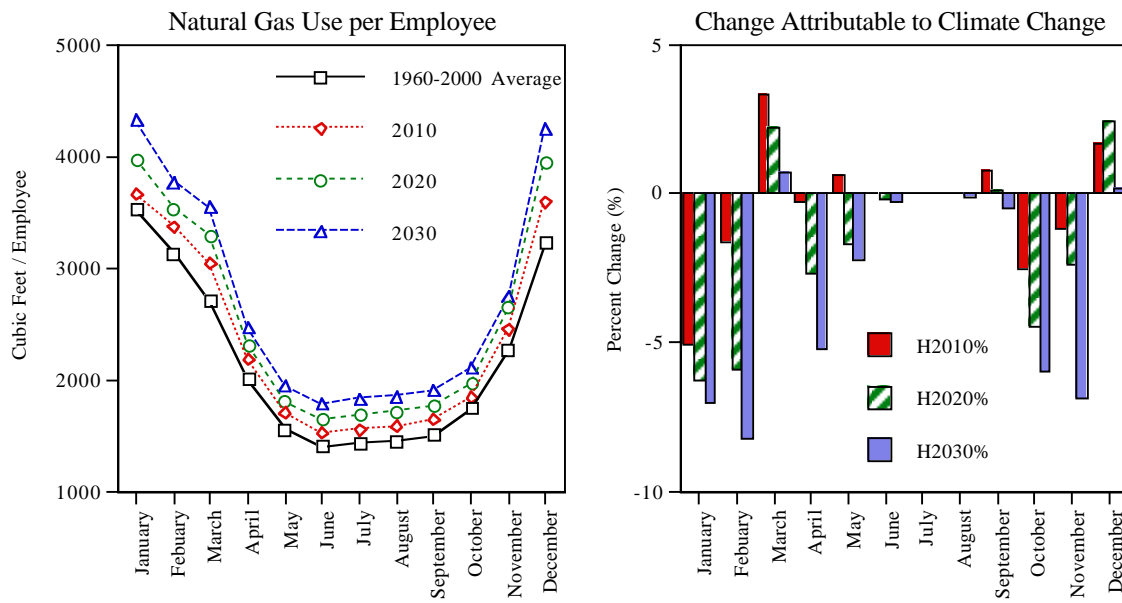 Natural Gas Use per Employee
Cubic Feet / Employee
5000
4000
3000
2000
1000
1960-2000 Average
2010
2020
2030
January
Febuary
March
April
May
June
July
August
September
October
November
December
Change Attributable to Climate Change
Percent Change (%)
5
0
-5
-10
H2010%
H2020%
H2030%
January
Febuary
March
April
May
June
July
August
September
October
November
December